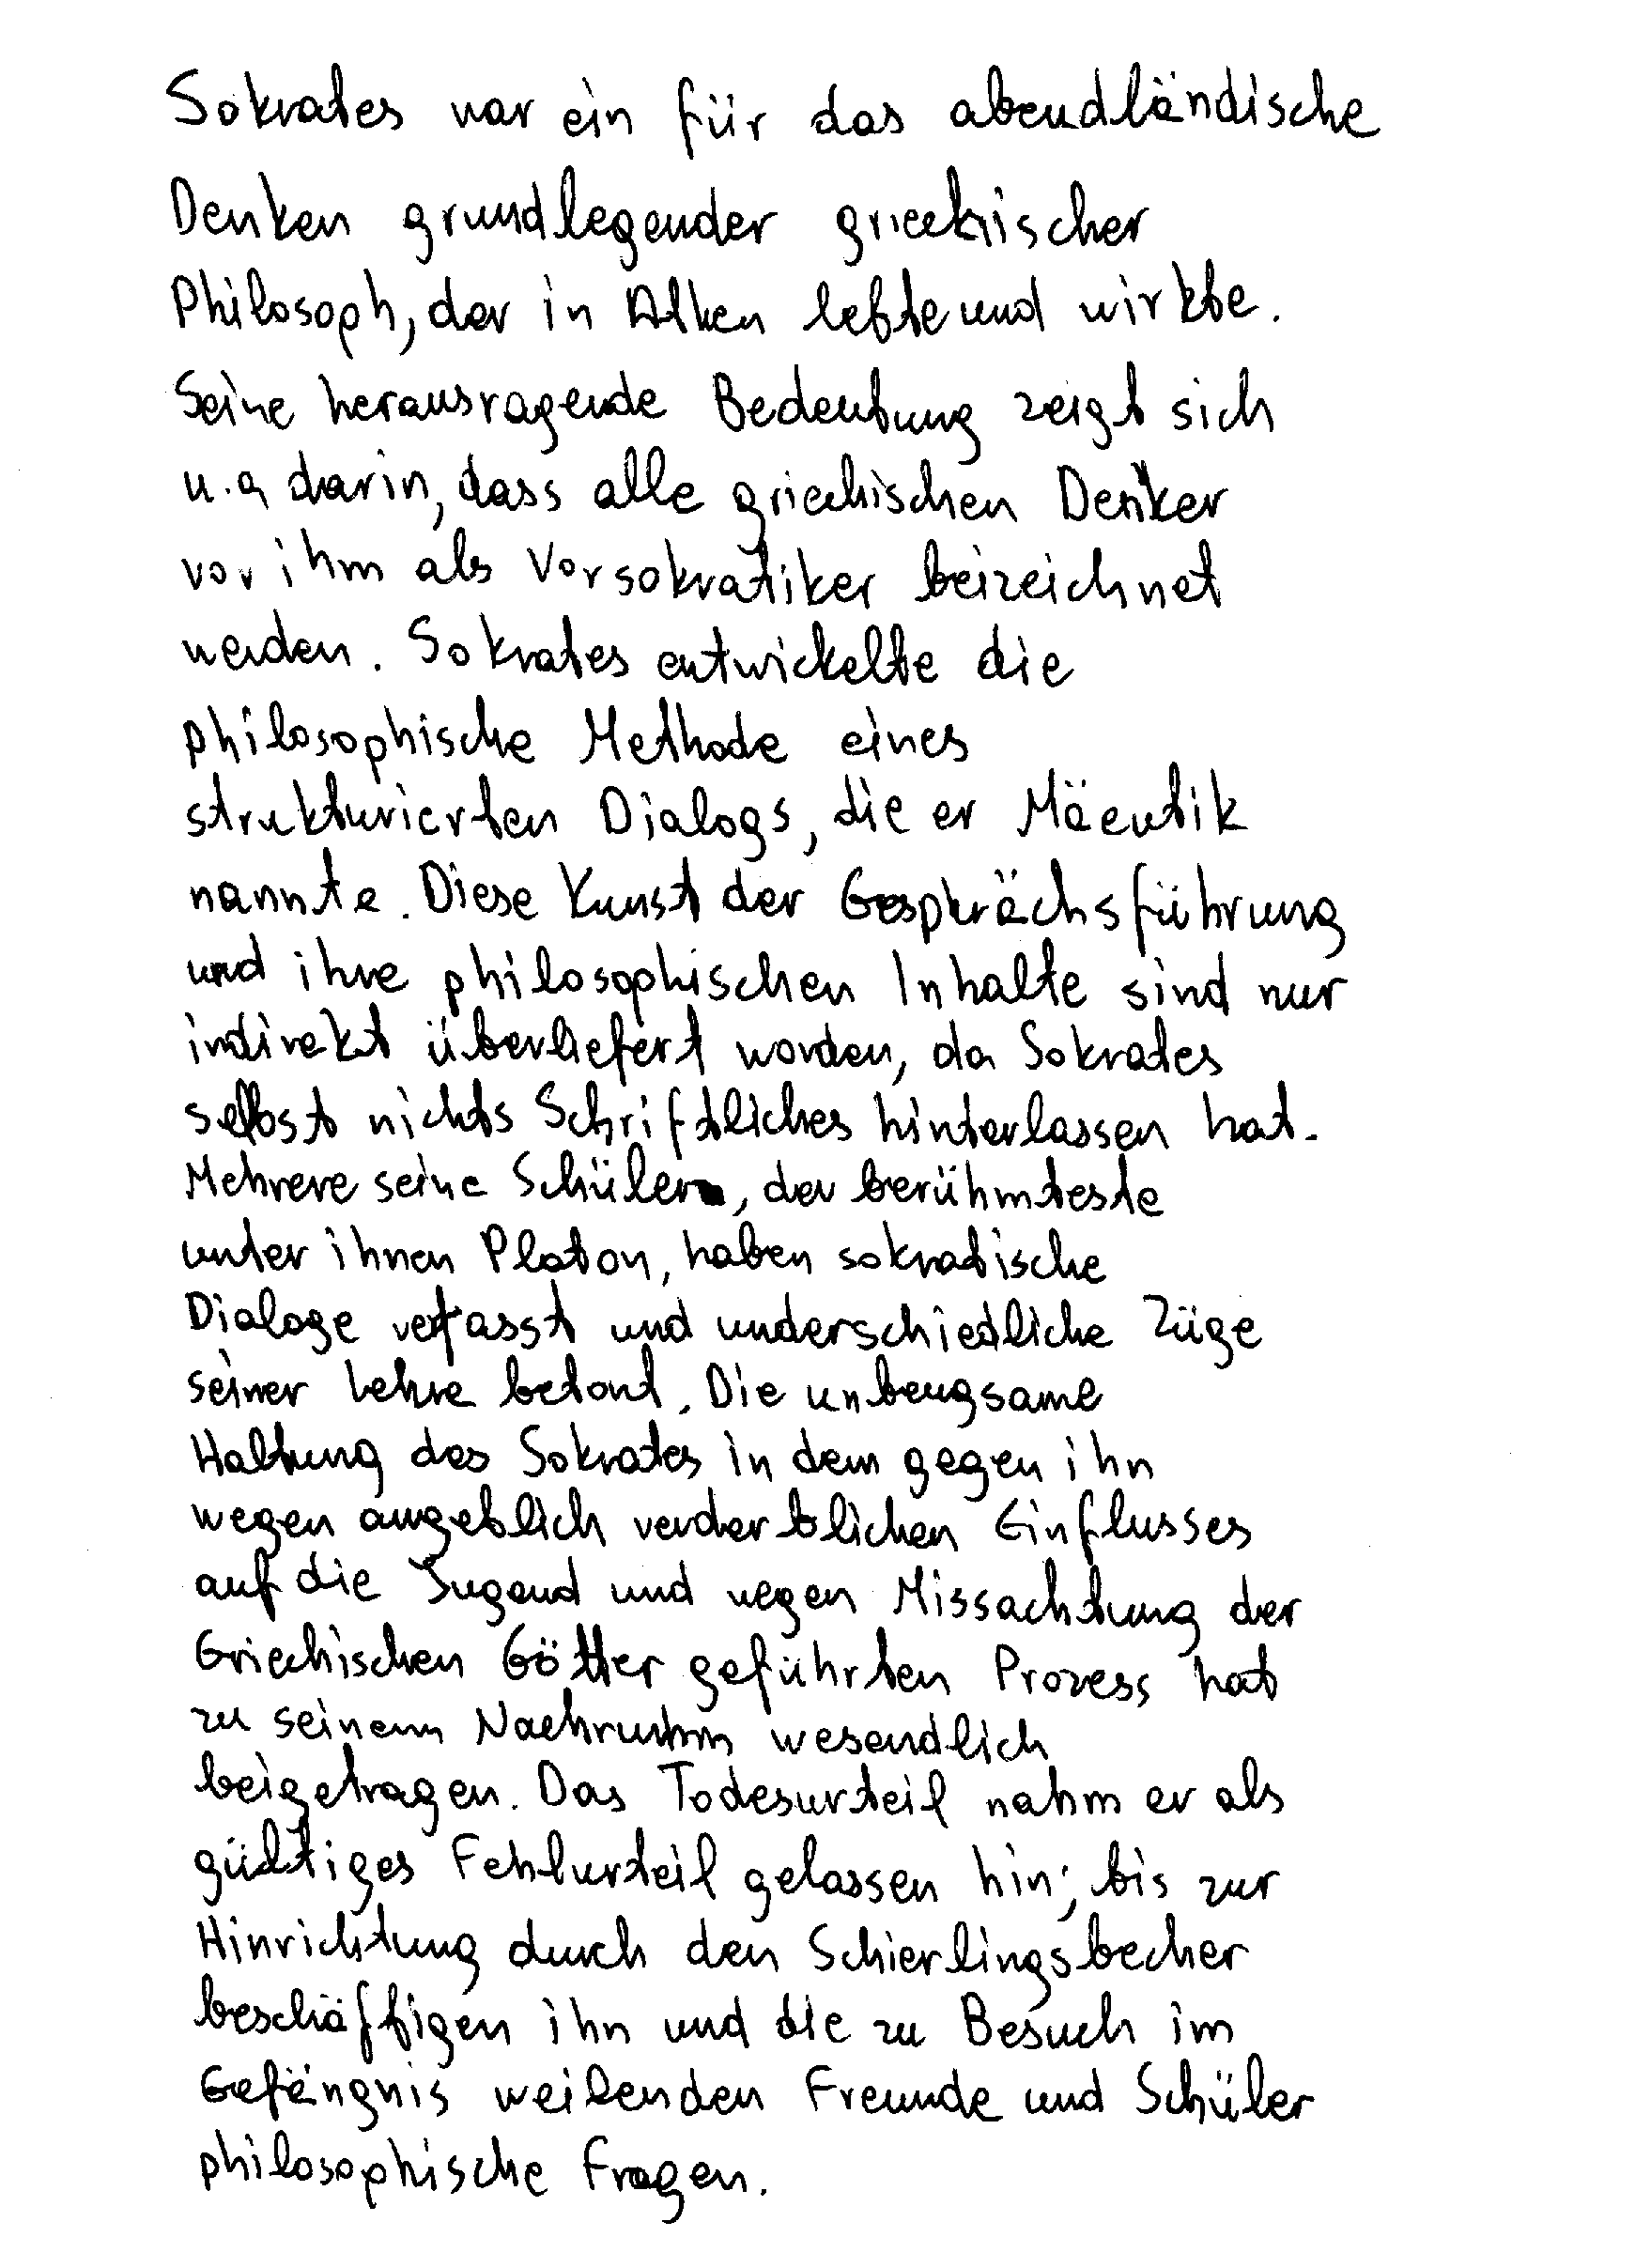 Sokrates war ein für das abendländische
Denken grundlegender griechischer
Philosoph, der in Athen lebte und wirkte.
Seine herausragende Bedeutung zeigt sich
u.a darin, dass alle griechischen Denker
vor ihm als Vorsokratiker beizeichnet
werden. Sokrates entwickelte die
philosophische Methode eines
strukturierten Dialogs, die er Mäeutik
nannte. Diese Kunst der Gesprächsführung
und ihre philosophischen Inhalte sind nur
indirekt überliefert worden, da Sokrates
selbst nichts Schriftliches hinterlassen hat.
Mehrere seine Schüler, der berühmteste
unter ihnen Platon, haben sokratische
Dialoge verfasst und underschiedliche Züge
seiner Lehre betont. Die unbeugsame
Haltung des Sokrates in dem gegen ihn
wegen angeblich verderblichen Einflusses
auf die Jugend und wegen Missachtung der
Griechischen Götter geführten Prozess hat
zu seinem Nachruhm wesendlich
beigetragen. Das Todesurteil nahm er als
gültiges Fehlurteil gelassen hin; bis zur
Hinrichtung durch den Schierlingsbecher
beschäftigen ihn und die zu Besuch im
Gefängnis weilenden Freunde und Schüler
philosophische Fragen.